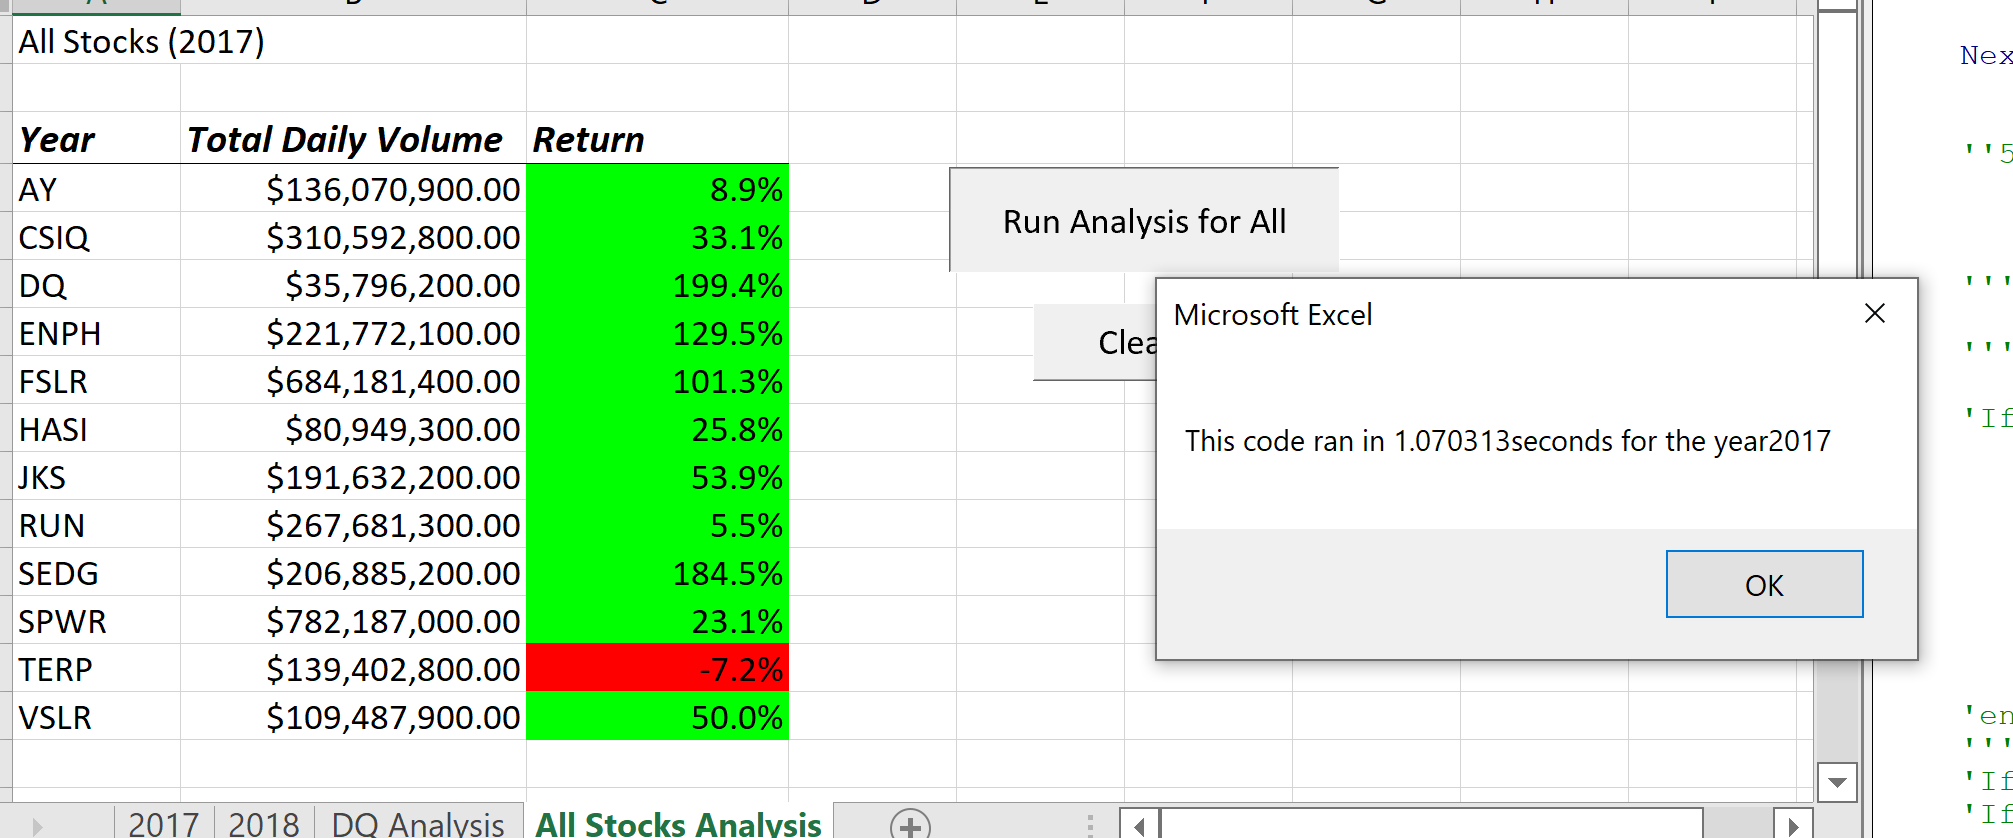 All Stocks (2017)
Year Total Daily Volume Return
AY $136,070,900.00 8.9%
CSIQ $310,592,800.00 33.1%
DQ $35,796,200.00 199.4%
ENPH $221,772,100.00 129.5%
FSLR $684,181,400.00 101.3%
HASI $80,949,300.00 25.8%
JKS $191,632,200.00 53.9%
RUN $267,681,300.00 5.5%
SEDG $206,885,200.00 184.5%
SPWR $782,187,000.00 23.1%
TERP $139,402,800.00 -7.2%
VSLR $109,487,900.00 50.0%
Run Analysis for All
Clea
Microsoft Excel
This code ran in 1.070313seconds for the year2017
OK
2017 2018 DQ Analysis All Stocks Analysis
Nex
''5
'''
'''
'If
'en
'''
'If
'If